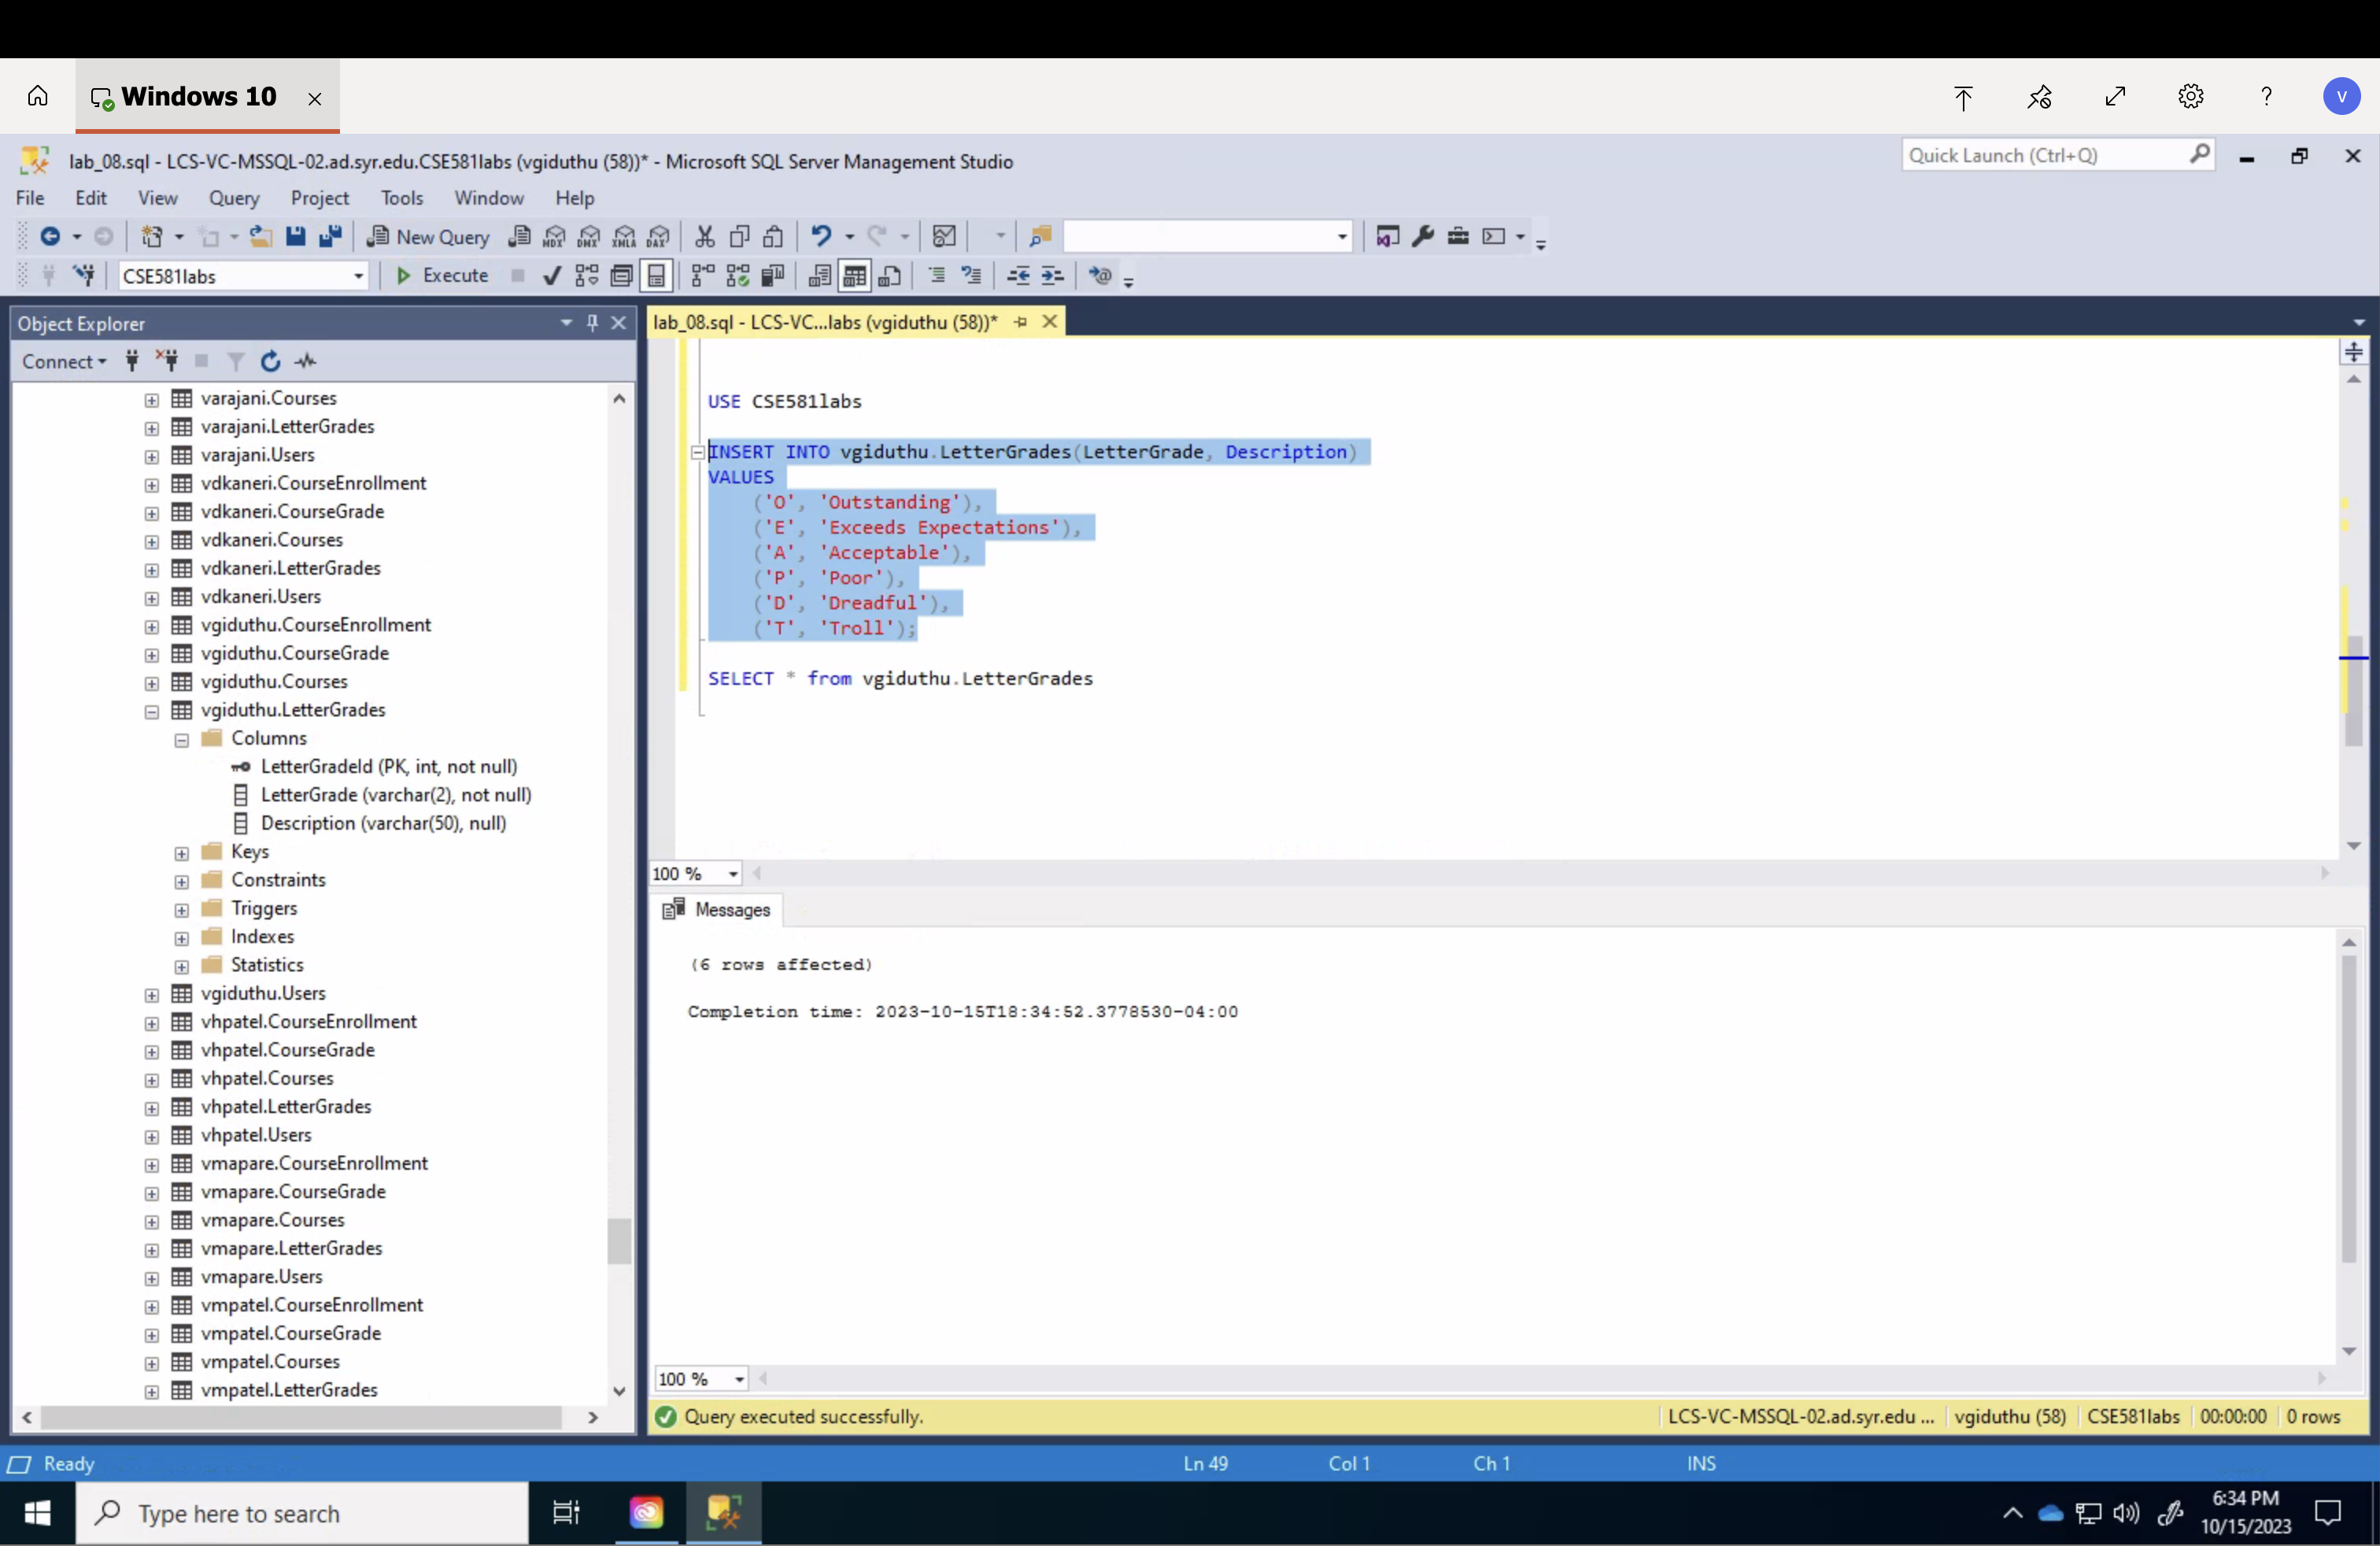 Windows 10
V
lab_08.sql - LCS-VC-MSSQL-02.ad.syr.edu.CSE581labs (vgiduthu (58))* - Microsoft SQL Server Management Studio
Quick Launch (Ctrl+Q)
File Edit View Query Project Tools Window Help
New Query MDX DMX XMLA DAX
CSE581labs Execute
Object Explorer
Connect
varajani.Courses
varajani.LetterGrades
varajani.Users
vdkaneri.CourseEnrollment
vdkaneri.CourseGrade
vdkaneri.Courses
vdkaneri.LetterGrades
vdkaneri.Users
vgiduthu.CourseEnrollment
vgiduthu.CourseGrade
vgiduthu.Courses
vgiduthu.LetterGrades
Columns
LetterGradeId (PK, int, not null)
LetterGrade (varchar(2), not null)
Description (varchar(50), null)
Keys
Constraints
Triggers
Indexes
Statistics
vgiduthu.Users
vhpatel.CourseEnrollment
vhpatel.CourseGrade
vhpatel.Courses
vhpatel.LetterGrades
vhpatel.Users
vmapare.CourseEnrollment
vmapare.CourseGrade
vmapare.Courses
vmapare.LetterGrades
vmapare.Users
vmpatel.CourseEnrollment
vmpatel.CourseGrade
vmpatel.Courses
vmpatel.LetterGrades
lab_08.sql - LCS-VC...labs (vgiduthu (58))*
USE CSE581labs
INSERT INTO vgiduthu.LetterGrades(LetterGrade, Description)
VALUES
('O', 'Outstanding'),
('E', 'Exceeds Expectations'),
('A', 'Acceptable'),
('P', 'Poor'),
('D', 'Dreadful'),
('T', 'Troll');
SELECT * from vgiduthu.LetterGrades
100 %
Messages
(6 rows affected)
Completion time: 2023-10-15T18:34:52.3778530-04:00
100 %
Query executed successfully. LCS-VC-MSSQL-02.ad.syr.edu ... vgiduthu (58) CSE581labs 00:00:00 0 rows
Ready Ln 49 Col 1 Ch 1 INS
Type here to search
6:34 PM
10/15/2023